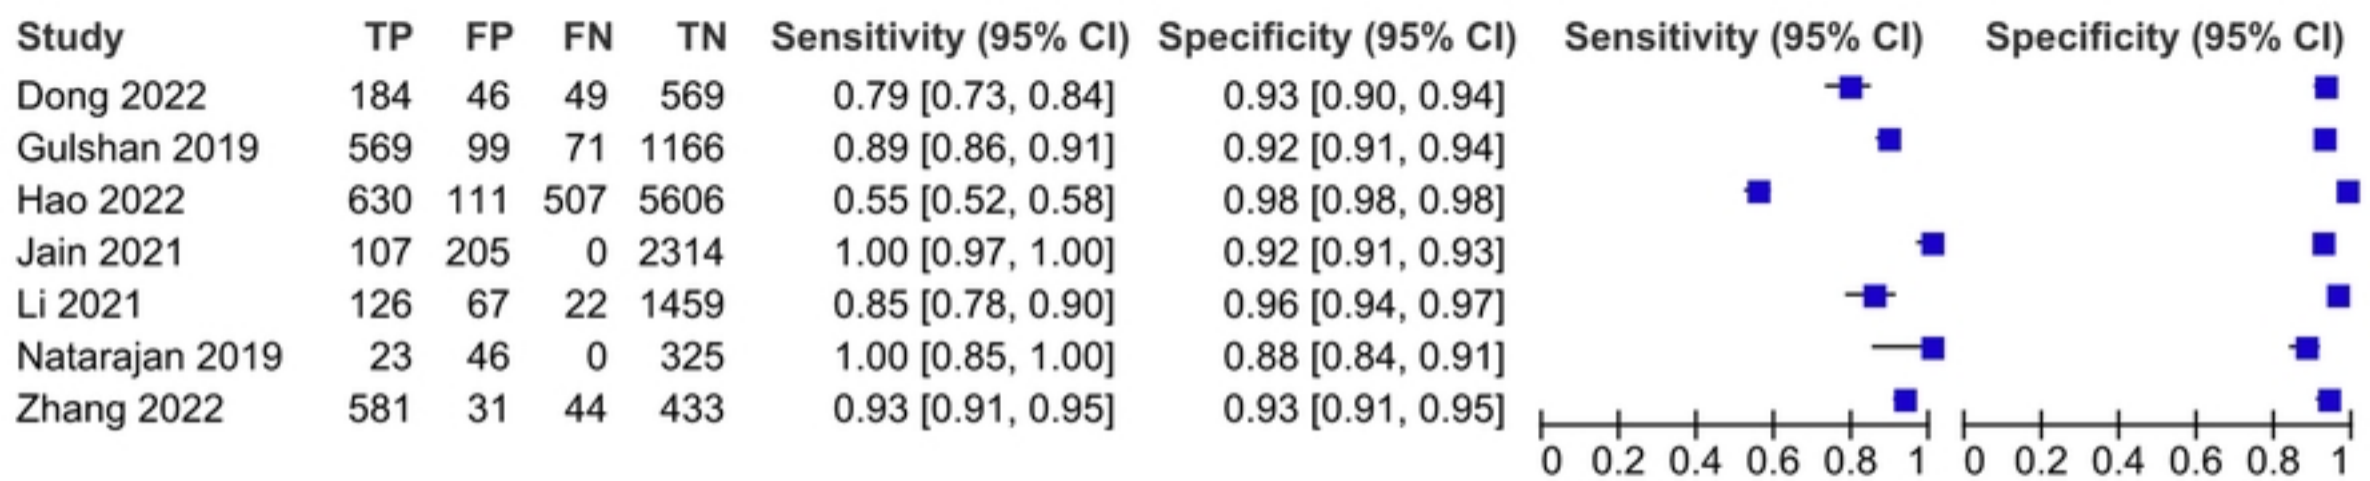 Study TP FP FN TN Sensitivity (95% CI) Specificity (95% CI) Sensitivity (95% CI) Specificity (95% CI)
Dong 2022 184 46 49 569 0.79 [0.73, 0.84] 0.93 [0.90, 0.94]
Gulshan 2019 569 99 71 1166 0.89 [0.86, 0.91] 0.92 [0.91, 0.94]
Hao 2022 630 111 507 5606 0.55 [0.52, 0.58] 0.98 [0.98, 0.98]
Jain 2021 107 205 0 2314 1.00 [0.97, 1.00] 0.92 [0.91, 0.93]
Li 2021 126 67 22 1459 0.85 [0.78, 0.90] 0.96 [0.94, 0.97]
Natarajan 2019 23 46 0 325 1.00 [0.85, 1.00] 0.88 [0.84, 0.91]
Zhang 2022 581 31 44 433 0.93 [0.91, 0.95] 0.93 [0.91, 0.95]
0 0.2 0.4 0.6 0.8 1 0 0.2 0.4 0.6 0.8 1